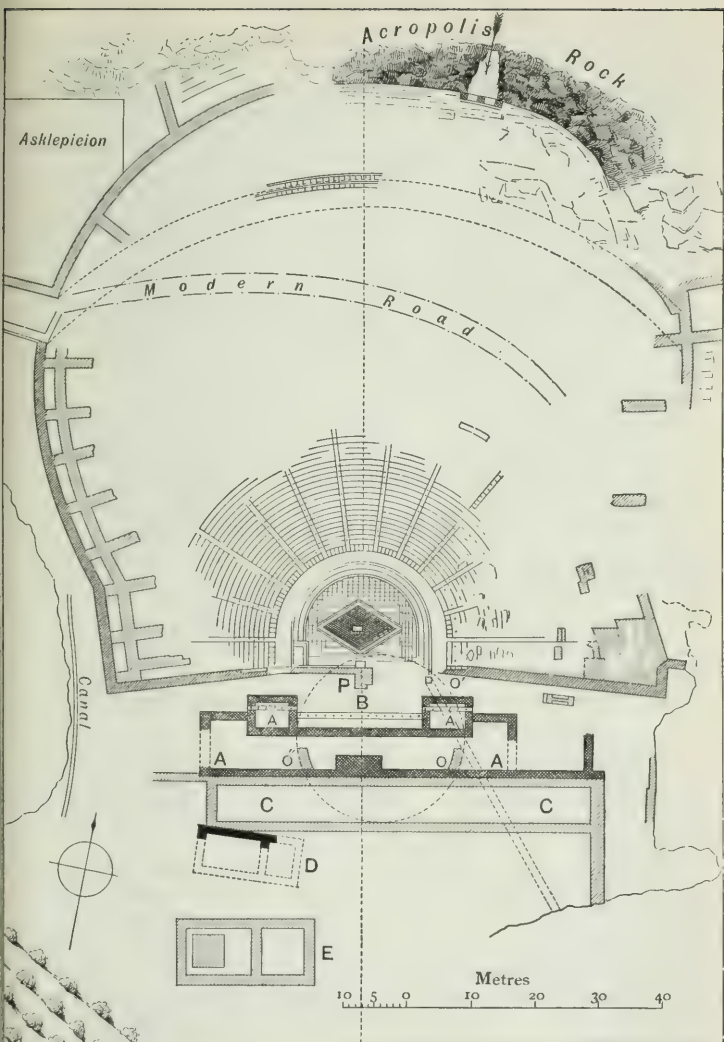 Acropolis
Rock
Asklepieion
Modern Road
Canal
P
B
P O'
A A
A O' O A
C C
D
E
Metres
10 5 0 10 20 30 40